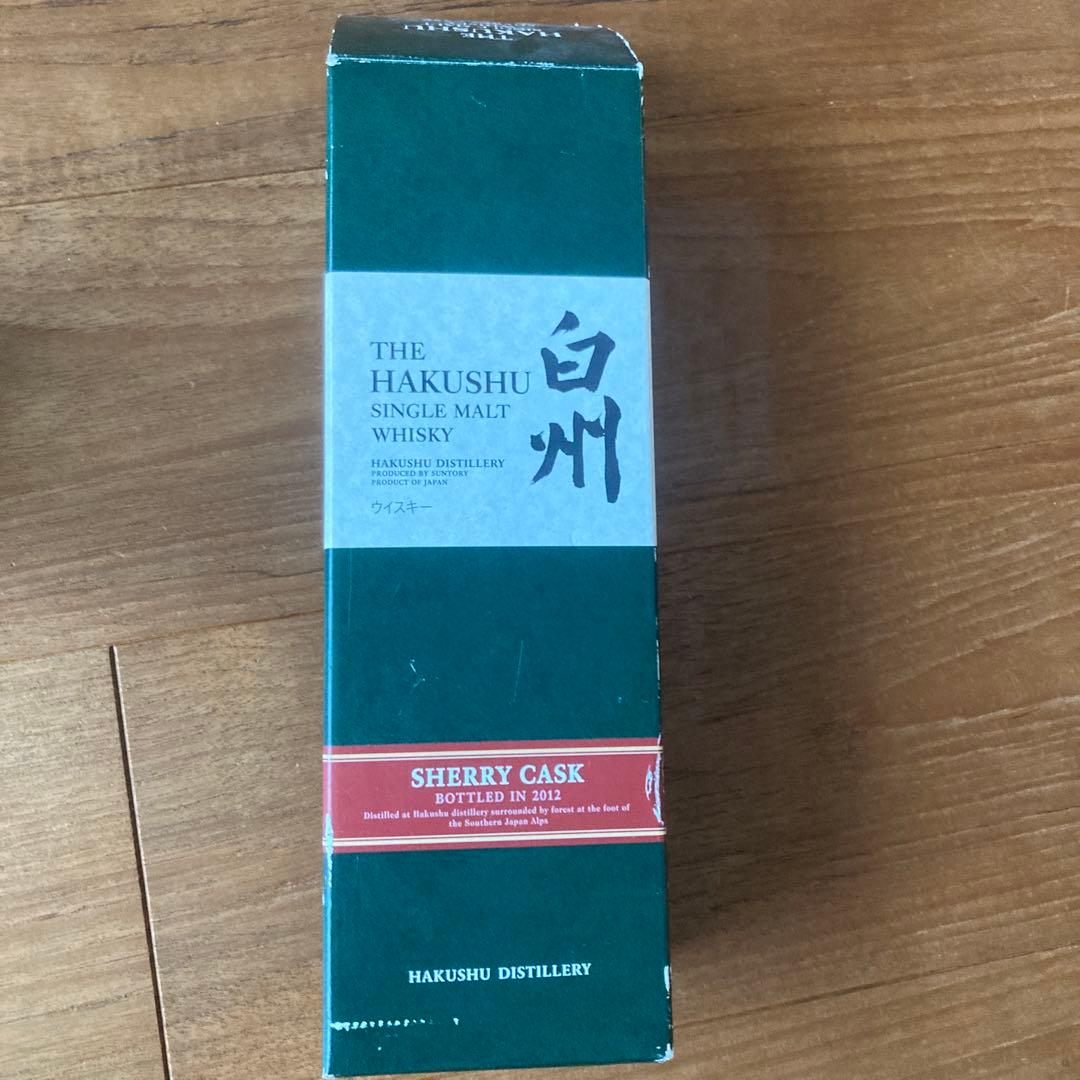 THE
HAKUSHU
THE
HAKUSHU
SINGLE MALT
WHISKY
白州
HAKUSHU DISTILLERY
PRODUCED BY SUNTORY
PRODUCT OF JAPAN
ウイスキー
SHERRY CASK
BOTTLED IN 2012
Distilled at Hakushu distillery surrounded by forest at the foot of
the Southern Japan Alps
HAKUSHU DISTILLERY